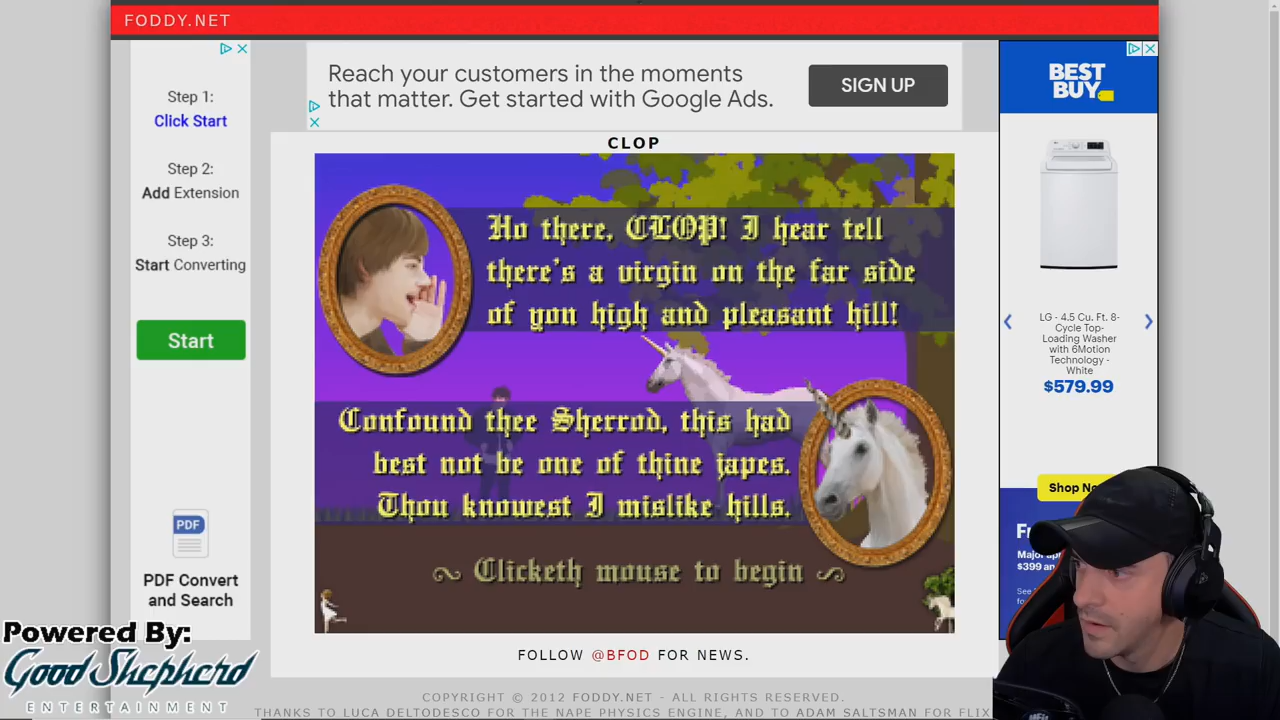 FODDY.NET
Step 1:
Click Start
Step 2:
Add Extension
Step 3:
Start Converting
Start
PDF
PDF Convert
and Search
Reach your customers in the moments
that matter. Get started with Google Ads.
SIGN UP
CLOP
Ho there, CLOP! I hear tell
there's a virgin on the far side
of yon high and pleasant hill!
Confound thee Sherrod, this had
best not be one of thine japes.
Thou knowest I mislike hills.
~ Clicketh mouse to begin ~
FOLLOW @BFOD FOR NEWS.
COPYRIGHT © 2012 FODDY.NET - ALL RIGHTS RESERVED.
THANKS TO LUCA DELTODESCO FOR THE NAPE PHYSICS ENGINE, AND TO ADAM SALTSMAN FOR FLIX
BEST
BUY
LG - 4.5 Cu. Ft. 8-
Cycle Top-
Loading Washer
with 6Motion
Technology -
White
$579.99
Shop
$399 and
Powered By:
Good Shepherd
ENTERTAINMENT